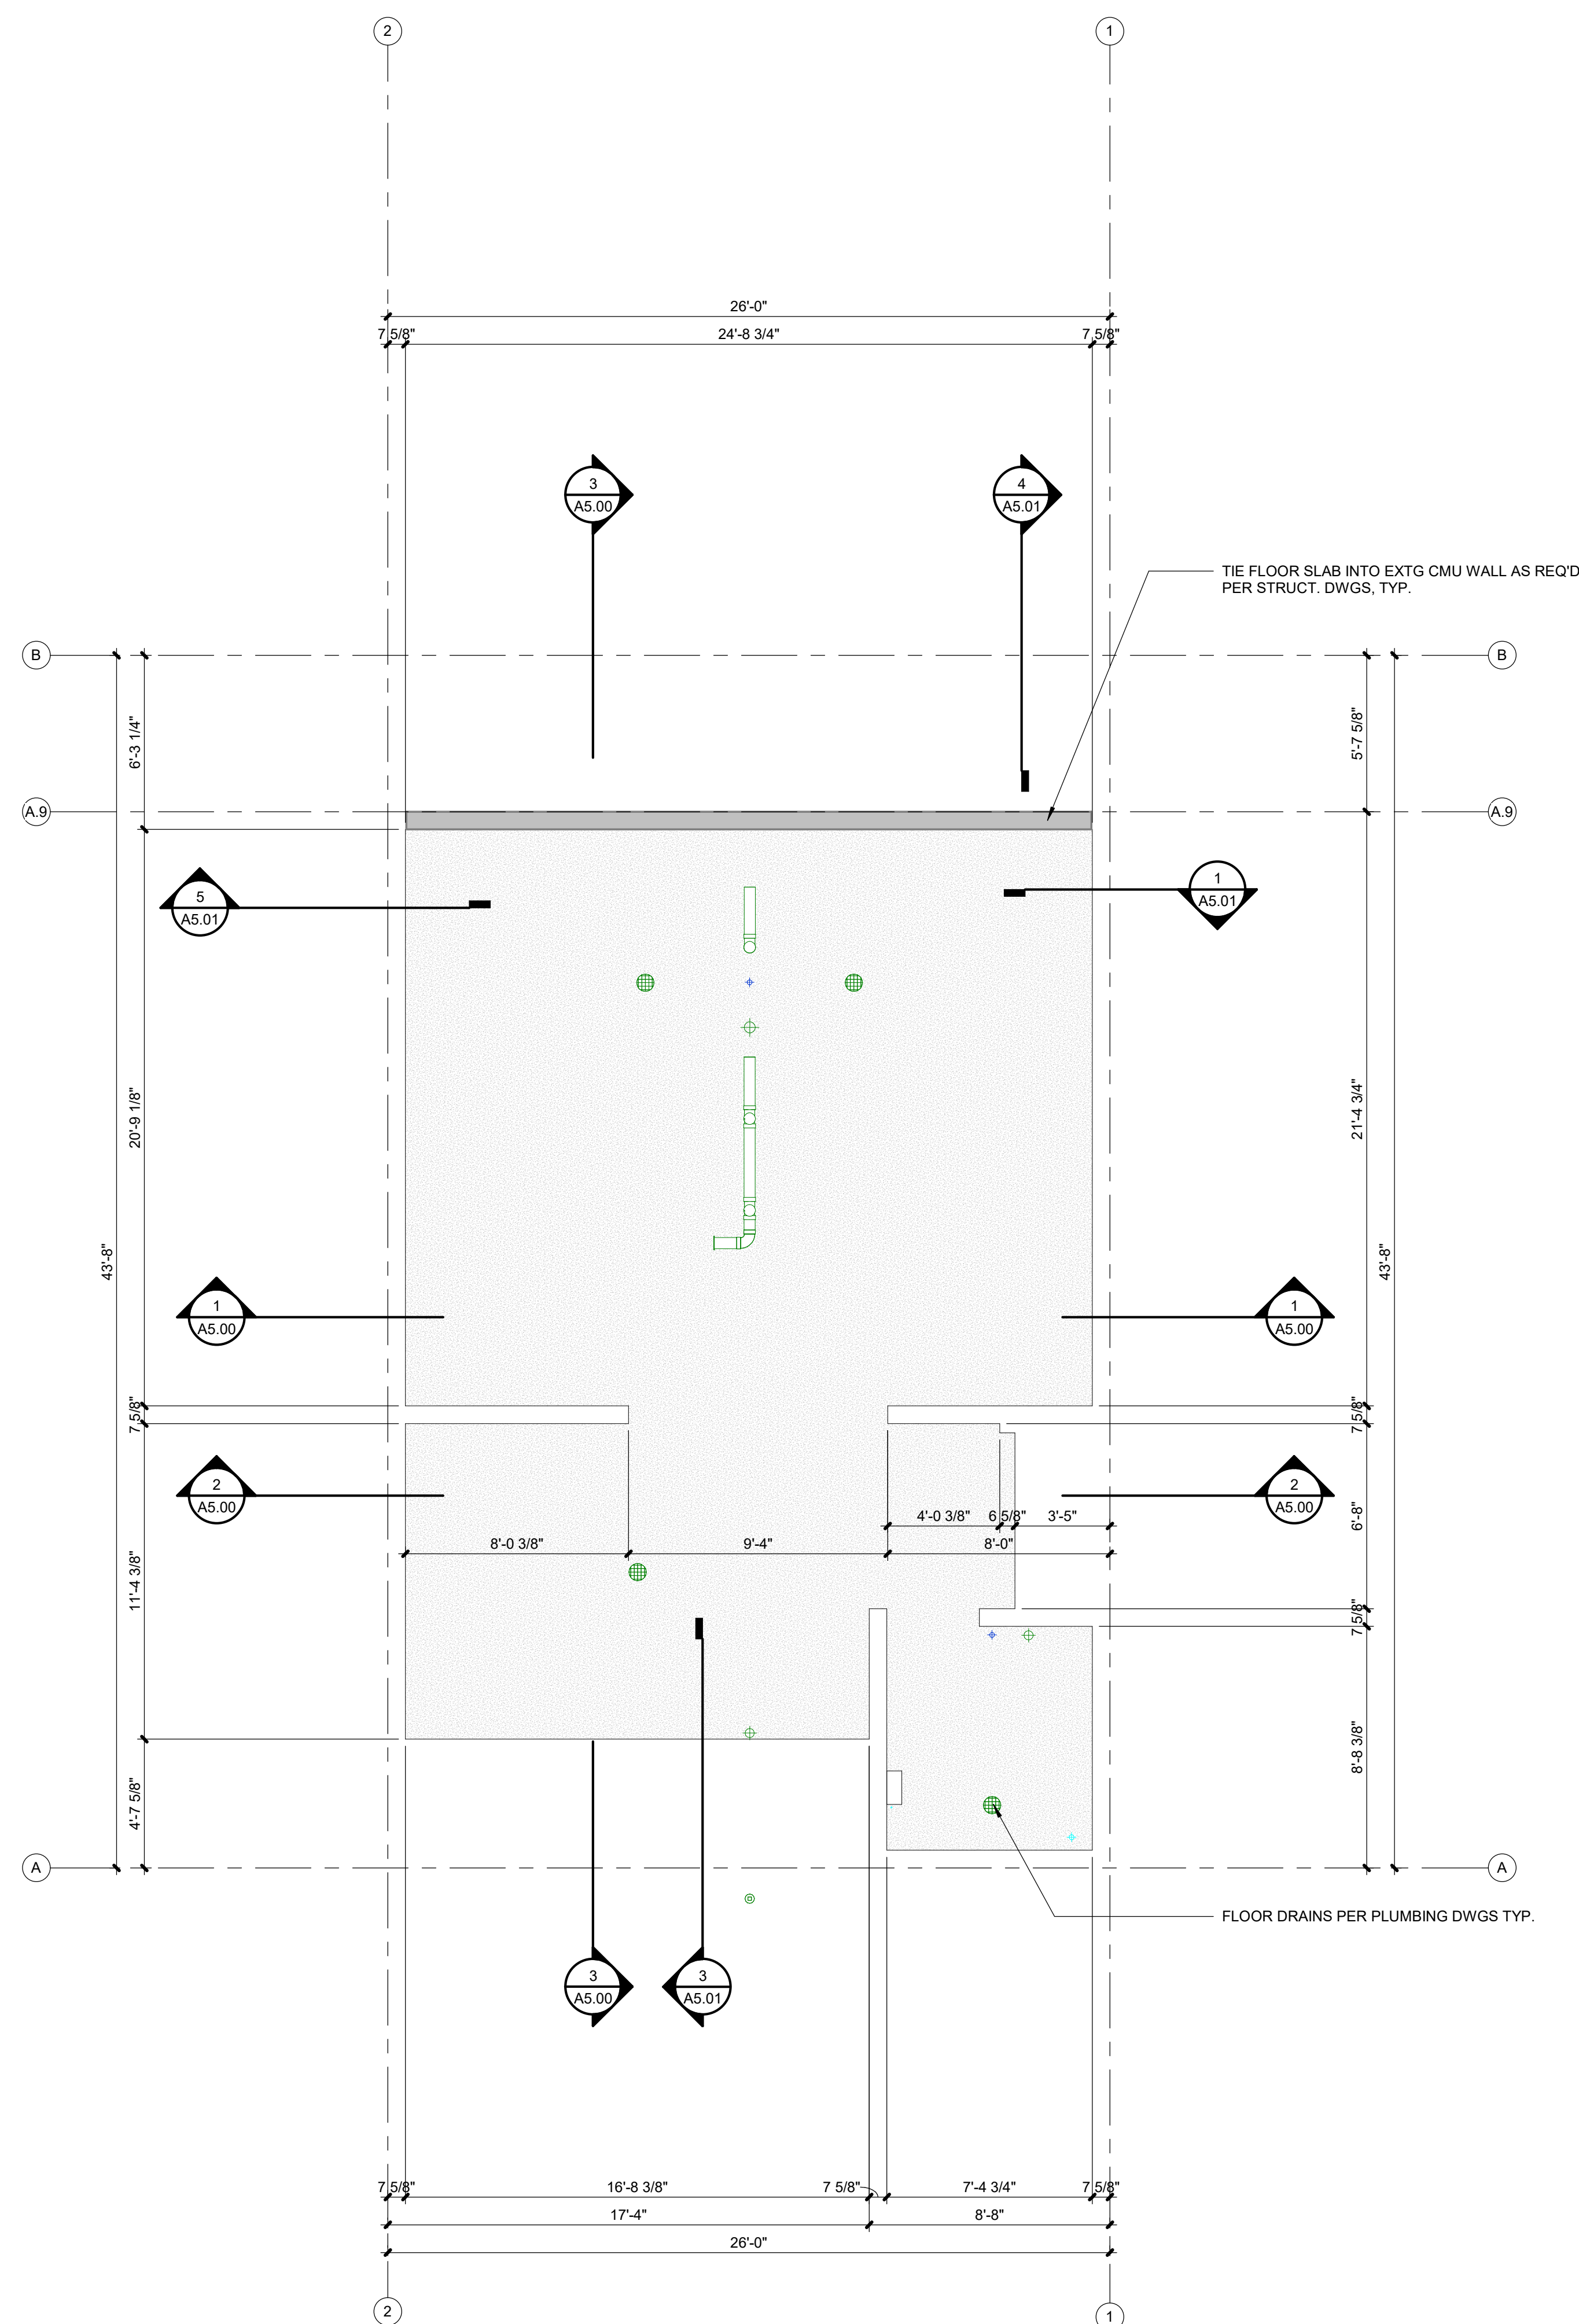 2
1
26'-0"
7 5/8"
24'-8 3/4"
7 5/8"
3
A5.00
4
A5.01
TIE FLOOR SLAB INTO EXTG CMU WALL AS REQ'D
PER STRUCT. DWGS, TYP.
B
B
6'-3 1/4"
5'-7 5/8"
A.9
A.9
5
A5.01
1
A5.01
20'-9 1/8"
21'-4 3/4"
43'-8"
43'-8"
1
A5.00
1
A5.00
7 5/8"
7 5/8"
2
A5.00
2
A5.00
4'-0 3/8"
6 5/8"
3'-5"
6'-8"
8'-0 3/8"
9'-4"
8'-0"
11'-4 3/8"
7 5/8"
8'-8 3/8"
4'-7 5/8"
A
A
FLOOR DRAINS PER PLUMBING DWGS TYP.
3
A5.00
3
A5.01
7 5/8"
16'-8 3/8"
7 5/8"
7'-4 3/4"
7 5/8"
17'-4"
8'-8"
26'-0"
2
1